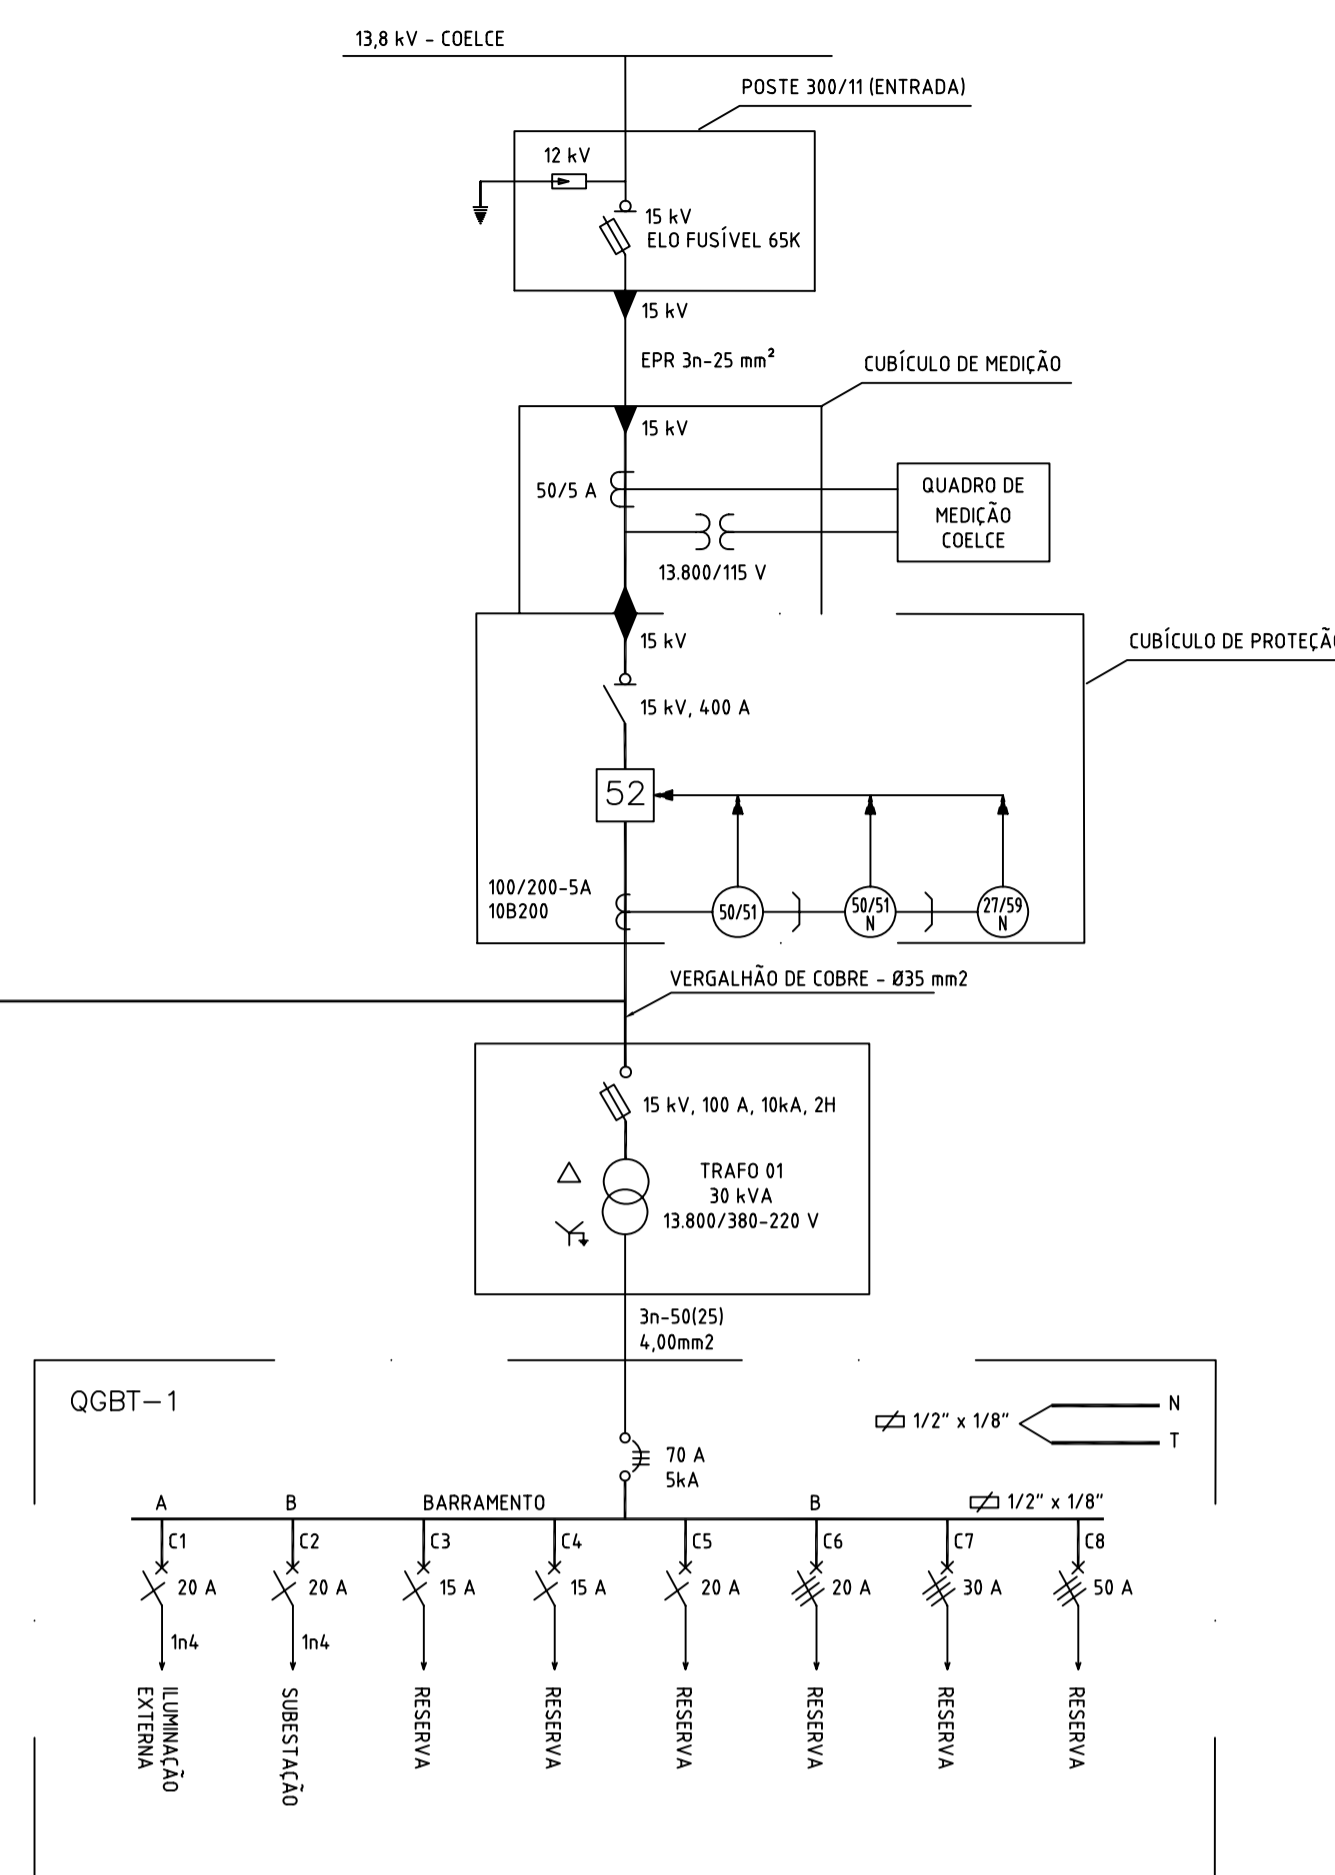 13,8 kV - COELCE
POSTE 300/11 (ENTRADA)
12 kV
15 kV
ELO FUSÍVEL 65K
15 kV
EPR 3n-25 mm²
CUBÍCULO DE MEDIÇÃO
15 kV
50/5 A
QUADRO DE
MEDIÇÃO
COELCE
13.800/115 V
15 kV
CUBÍCULO DE PROTEÇÃO
15 kV, 400 A
52
100/200-5A
10B200
50/51
50/51
N
27/59
N
VERGALHÃO DE COBRE - Ø35 mm2
15 kV, 100 A, 10kA, 2H
TRAFO 01
30 kVA
13.800/380-220 V
3n-50(25)
4,00mm2
QGBT-1
1/2" x 1/8"
N
T
70 A
5kA
A
B
BARRAMENTO
B
1/2" x 1/8"
C1
C2
C3
C4
C5
C6
C7
C8
20 A
20 A
15 A
15 A
20 A
20 A
30 A
50 A
1n4
1n4
ILUMINAÇÃO
EXTERNA
SUBESTAÇÃO
RESERVA
RESERVA
RESERVA
RESERVA
RESERVA
RESERVA